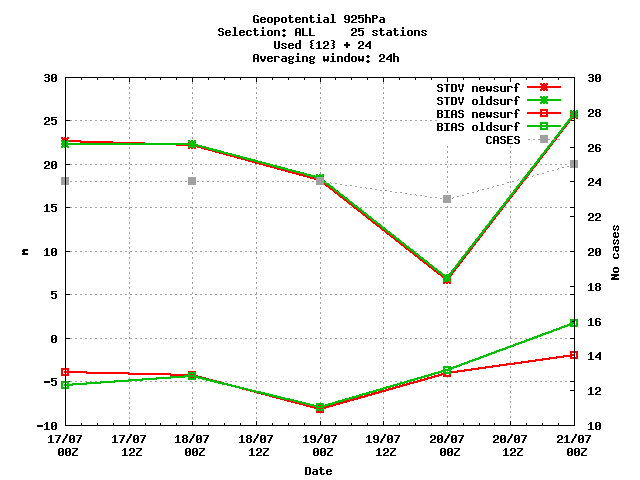 Geopotential 925hPa
Selection: ALL 25 stations
Used {12} + 24
Averaging window: 24h
STDV newsurf
STDV oldsurf
BIAS newsurf
BIAS oldsurf
CASES
30
25
20
15
10
5
0
-5
-10
m
30
28
26
24
22
20
18
16
14
12
10
No cases
17/07 17/07 18/07 18/07 19/07 19/07 20/07 20/07 21/07
00Z 12Z 00Z 12Z 00Z 12Z 00Z 12Z 00Z
Date